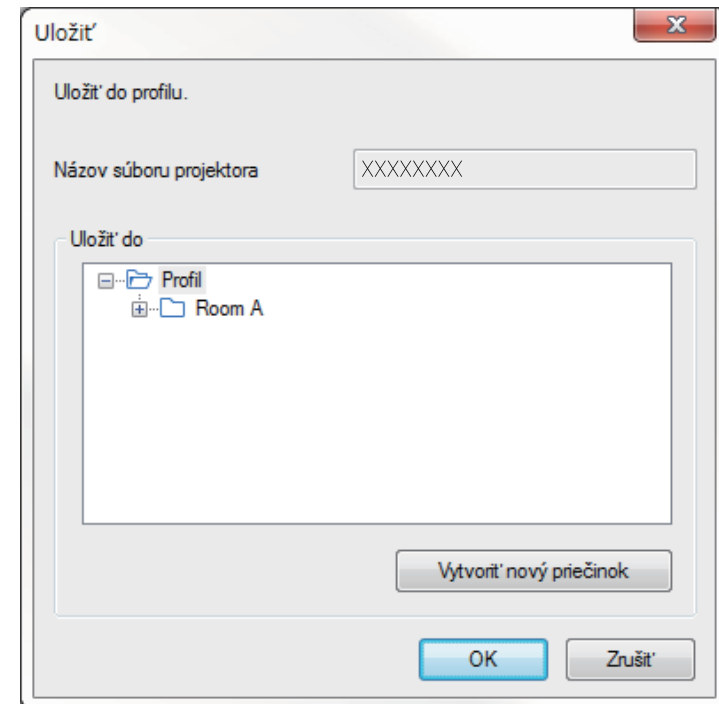 Uložiť
Uložiť do profilu.
Názov súboru projektora XXXXXXXX
Uložiť do
Profil
Room A
Vytvoriť nový priečinok
OK Zrušiť